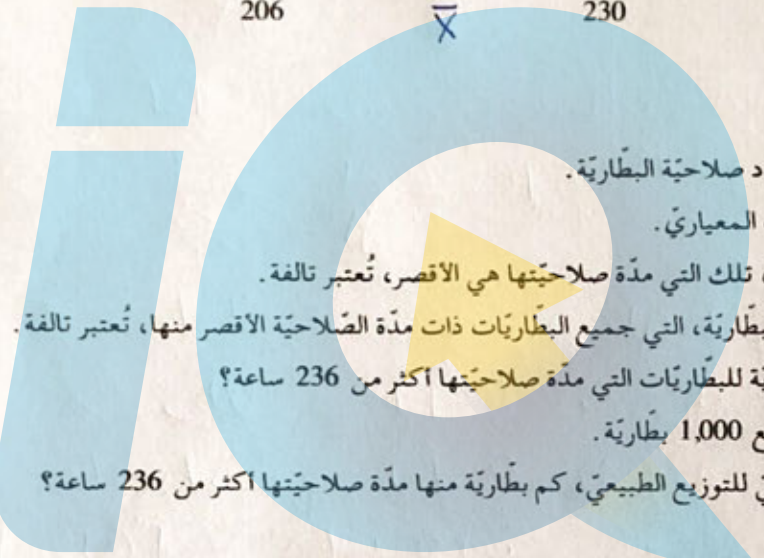 206 X̄ 230
د صلاحيّة البطّاريّة.
المعياريّ.
تلك التي مدّة صلاحيّتها هي الأقصر، تُعتبر تالفة.
بطّاريّة، التي جميع البطّاريّات ذات مدّة الصّلاحيّة الأقصر منها، تُعتبر تالفة.
يّة للبطّاريّات التي مدّة صلاحيّتها أكثر من 236 ساعة؟
ع 1,000 بطّاريّة.
يّ للتوزيع الطبيعيّ، كم بطّاريّة منها مدّة صلاحيّتها أكثر من 236 ساعة؟
iQ